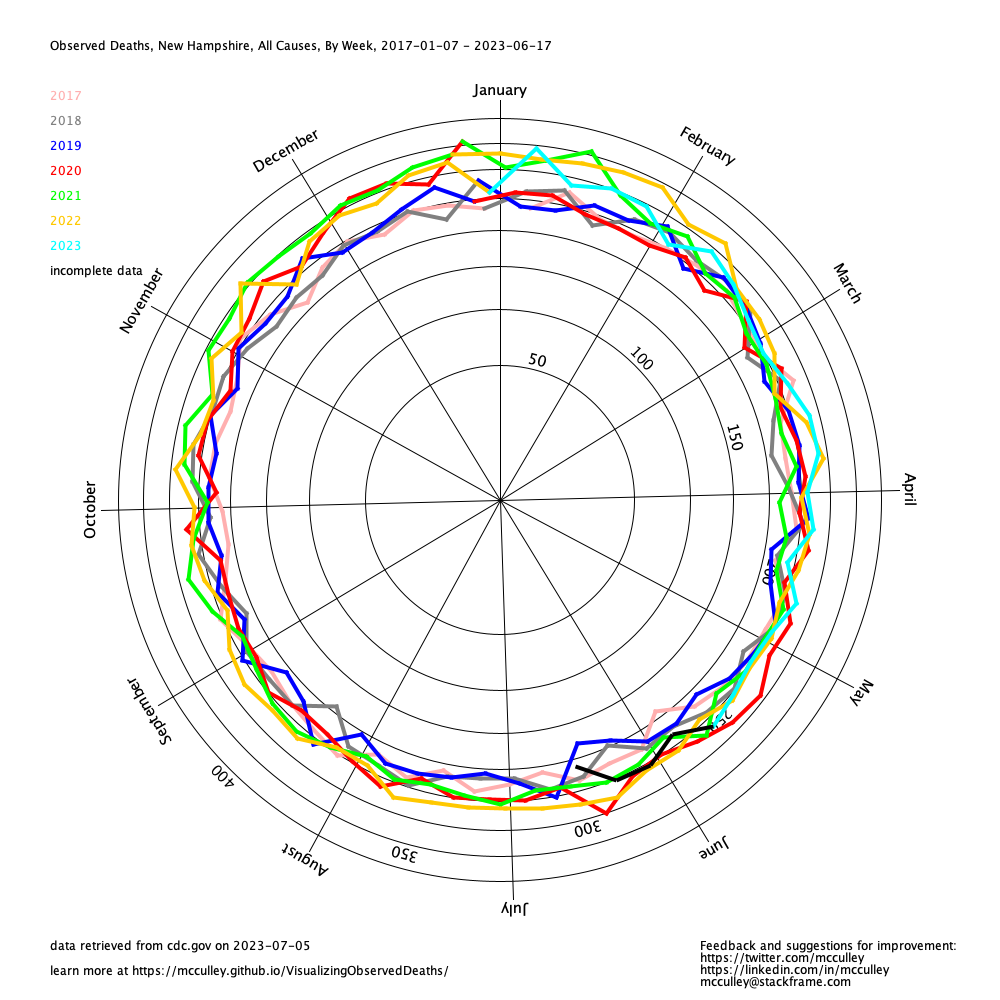 Observed Deaths, New Hampshire, All Causes, By Week, 2017-01-07 - 2023-06-17
January
2017
2018
2019
2020
2021
2022
2023
incomplete data
December
February
November
March
50
100
150
October
April
200
May
September
250
400
300
350
August
June
July
data retrieved from cdc.gov on 2023-07-05
learn more at https://mcculley.github.io/VisualizingObservedDeaths/
Feedback and suggestions for improvement:
https://twitter.com/mcculley
https://linkedin.com/in/mcculley
mcculley@stackframe.com